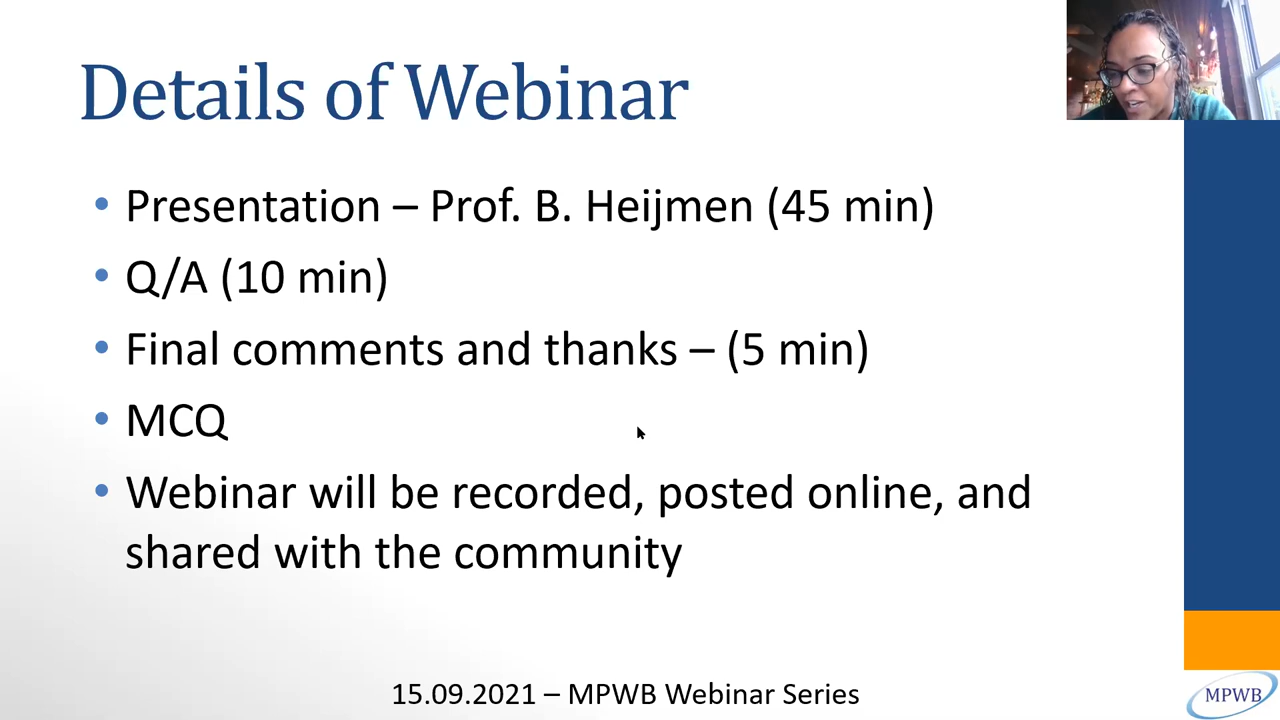 Details of Webinar
• Presentation – Prof. B. Heijmen (45 min)
• Q/A (10 min)
• Final comments and thanks – (5 min)
• MCQ
• Webinar will be recorded, posted online, and
shared with the community
15.09.2021 – MPWB Webinar Series
MPWB